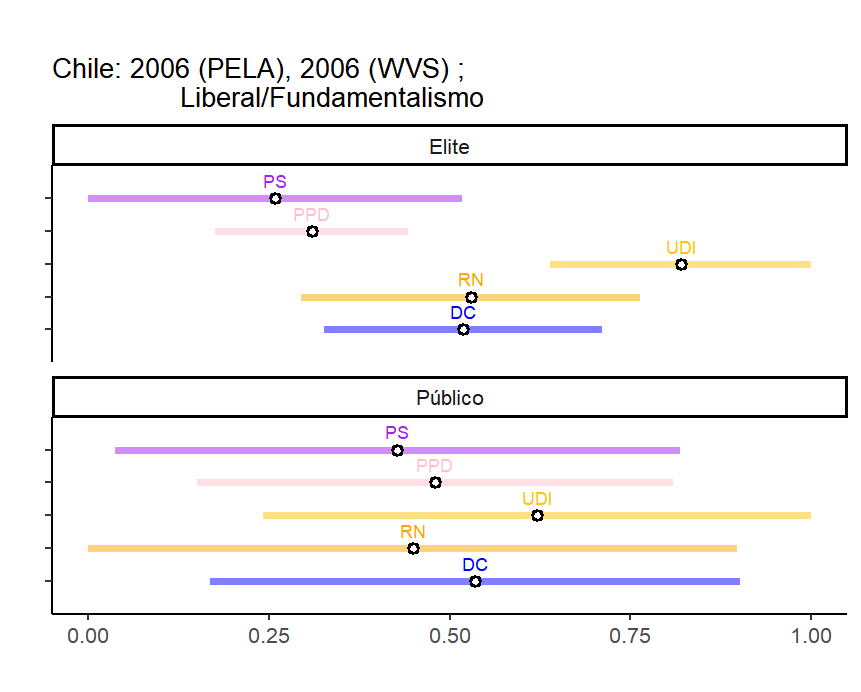 Chile: 2006 (PELA), 2006 (WVS) ;
Liberal/Fundamentalismo
Elite
PS
PPD
UDI
RN
DC
Público
PS
PPD
UDI
RN
DC
0.00 0.25 0.50 0.75 1.00